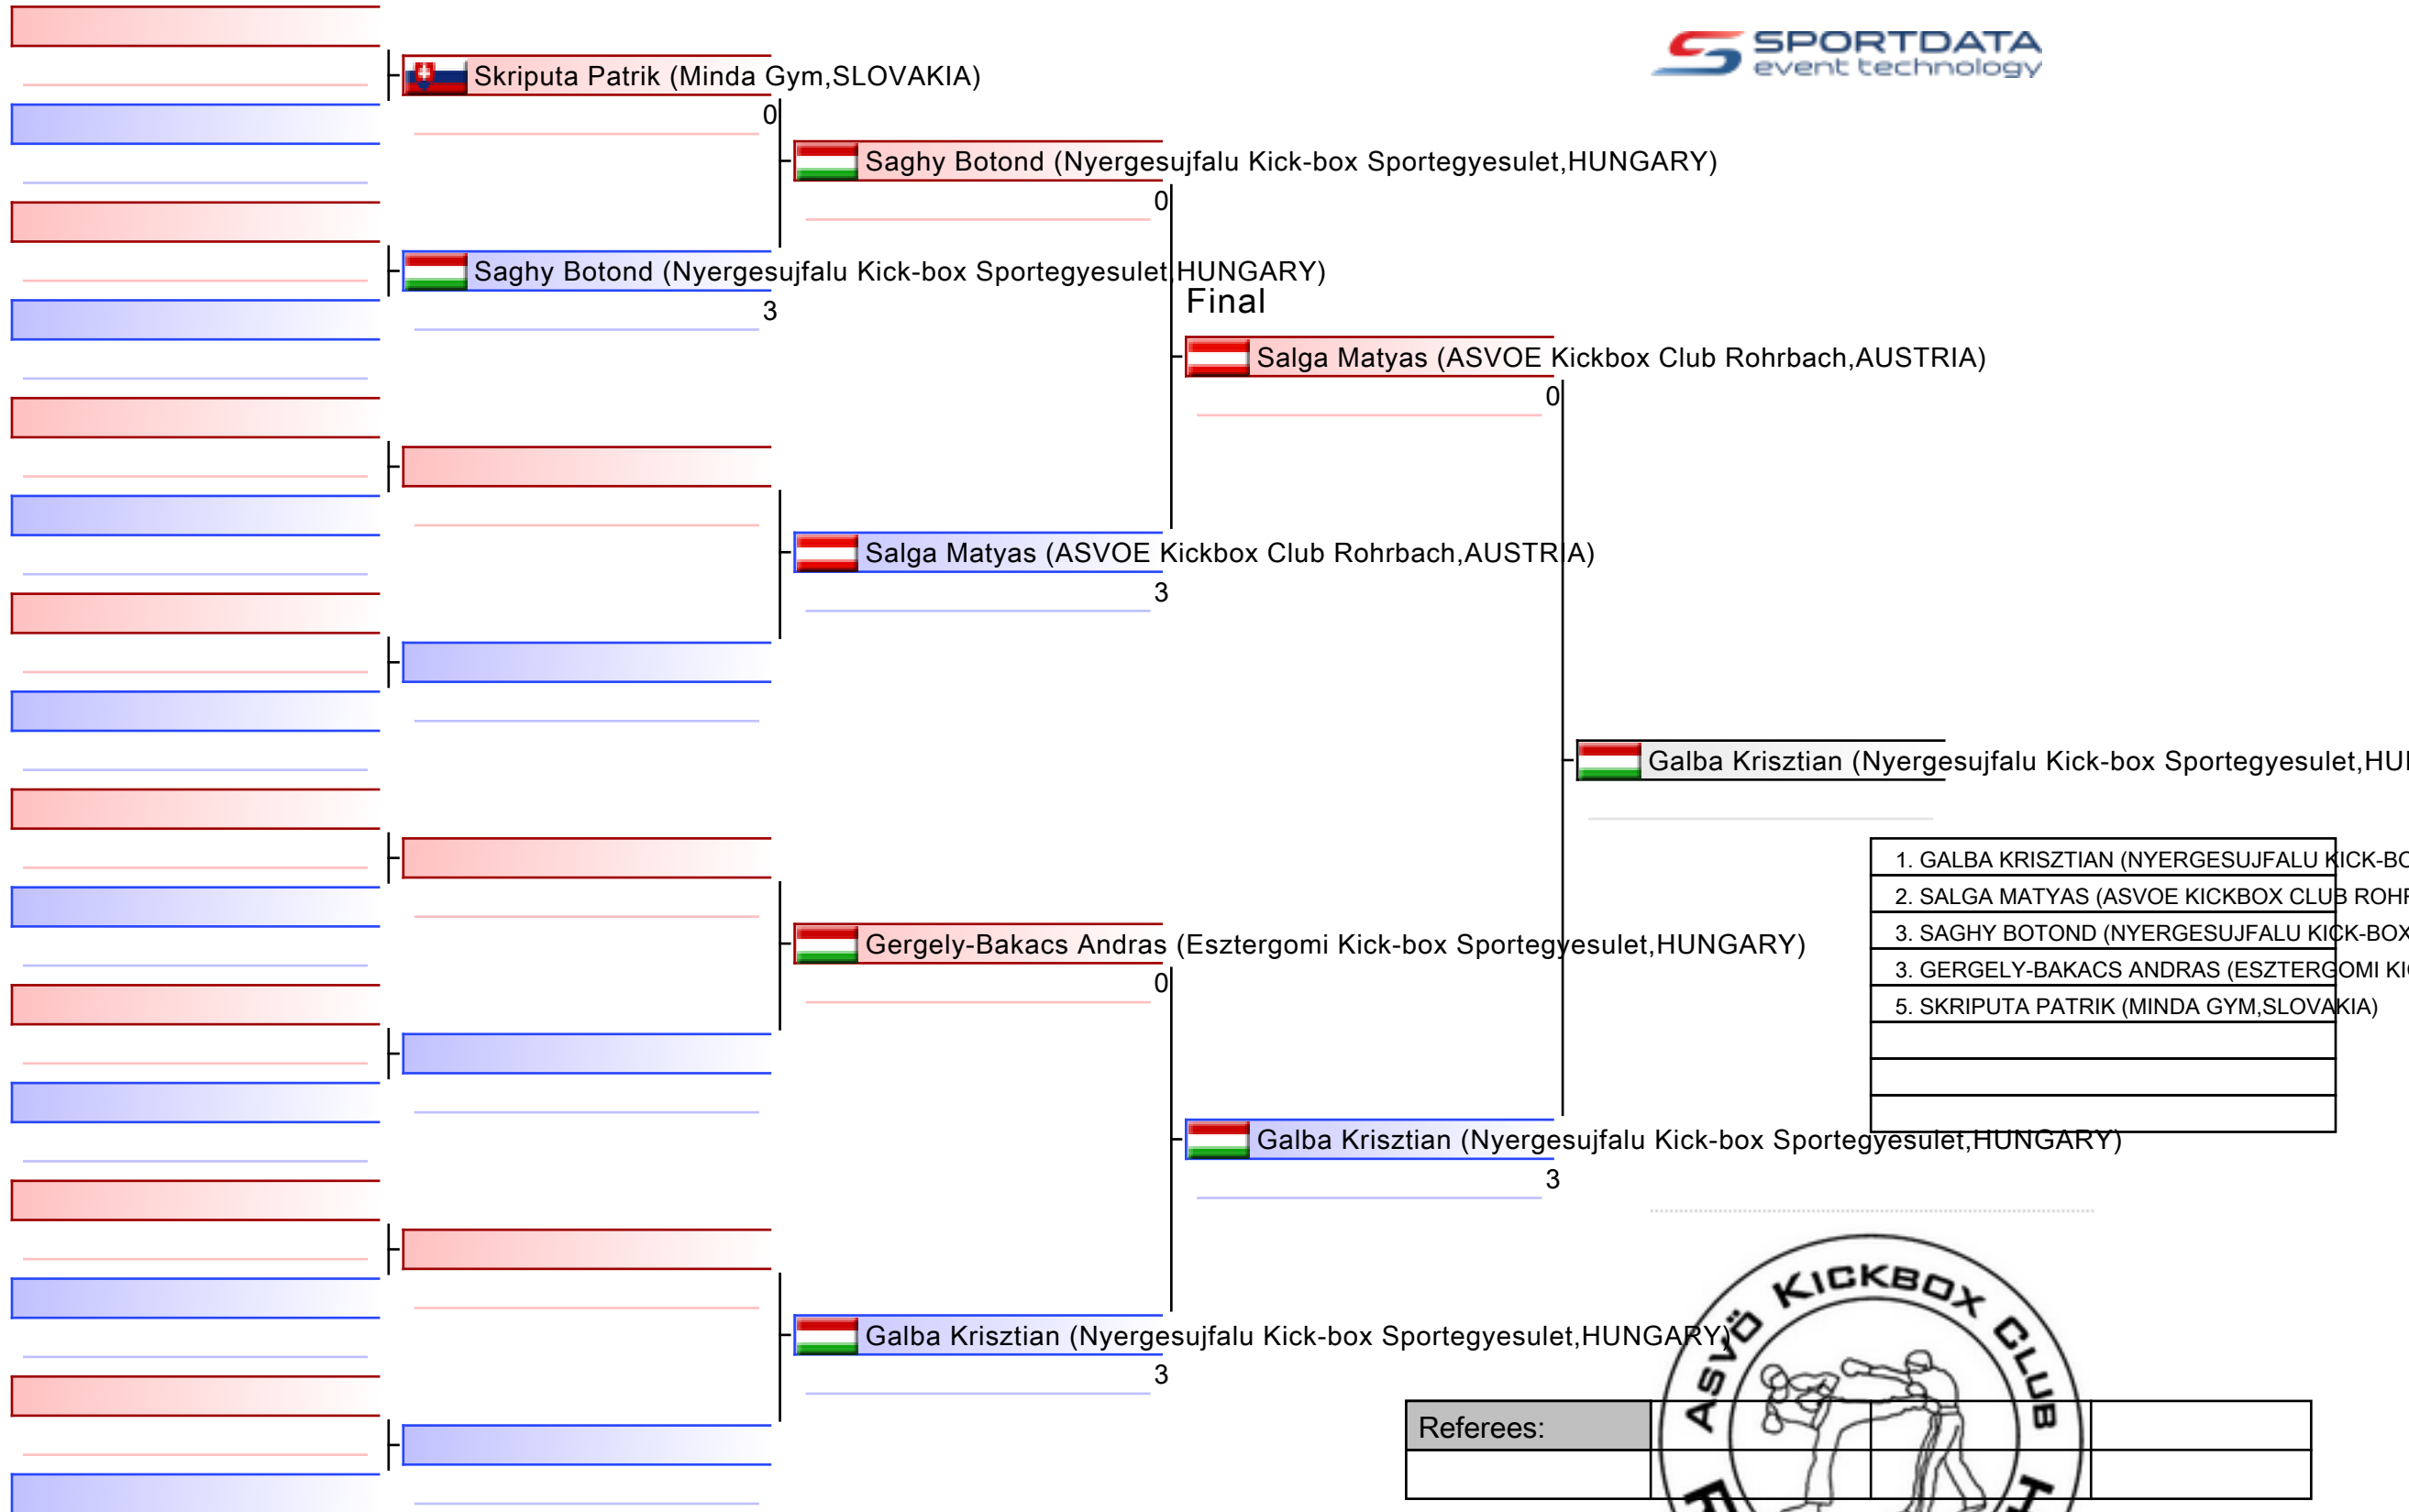 SPORTDATA
event technology
Skriputa Patrik (Minda Gym,SLOVAKIA)
0
Saghy Botond (Nyergesujfalu Kick-box Sportegyesulet,HUNGARY)
0
Saghy Botond (Nyergesujfalu Kick-box Sportegyesulet,HUNGARY)
3
Final
Salga Matyas (ASVOE Kickbox Club Rohrbach,AUSTRIA)
0
Salga Matyas (ASVOE Kickbox Club Rohrbach,AUSTRIA)
3
Galba Krisztian (Nyergesujfalu Kick-box Sportegyesulet,HU
1. GALBA KRISZTIAN (NYERGESUJFALU KICK-BO
2. SALGA MATYAS (ASVOE KICKBOX CLUB ROH
3. SAGHY BOTOND (NYERGESUJFALU KICK-BOX
3. GERGELY-BAKACS ANDRAS (ESZTERGOMI KI
5. SKRIPUTA PATRIK (MINDA GYM,SLOVAKIA)
Gergely-Bakacs Andras (Esztergomi Kick-box Sportegyesulet,HUNGARY)
0
Galba Krisztian (Nyergesujfalu Kick-box Sportegyesulet,HUNGARY)
3
Galba Krisztian (Nyergesujfalu Kick-box Sportegyesulet,HUNGARY)
3
ASVÖ KICKBOX CLUB
Referees: